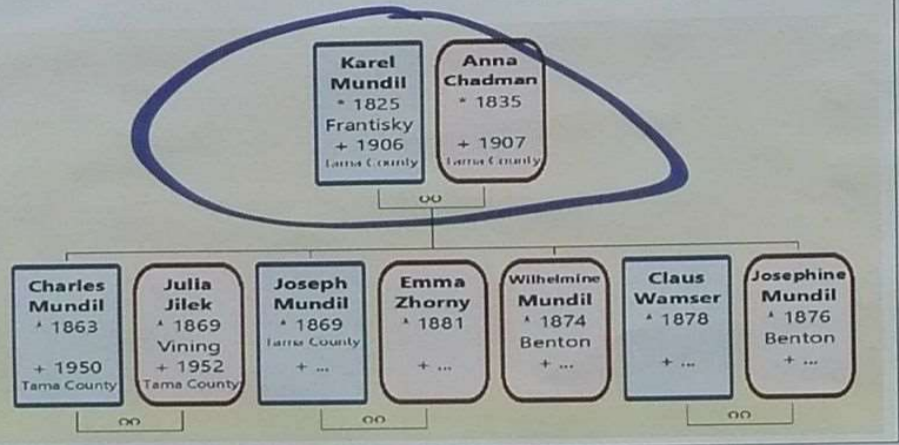 Karel
Mundil
* 1825
Frantisky
+ 1906
Tama County
Anna
Chadman
* 1835
+ 1907
Tama County
oo
Charles
Mundil
* 1863
+ 1950
Tama County
Julia
Jilek
* 1869
Vining
+ 1952
Tama County
oo
Joseph
Mundil
* 1869
Tama County
+ ...
Emma
Zhorny
* 1881
+ ...
oo
Wilhelmine
Mundil
* 1874
Benton
+ ...
Claus
Wamser
* 1878
+ ...
Josephine
Mundil
* 1876
Benton
+ ...
oo